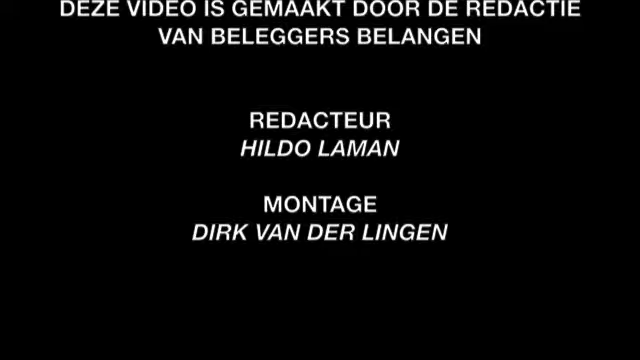 DEZE VIDEO IS GEMAAKT DOOR DE REDACTIE
VAN BELEGGERS BELANGEN
REDACTEUR
HILDO LAMAN
MONTAGE
DIRK VAN DER LINGEN